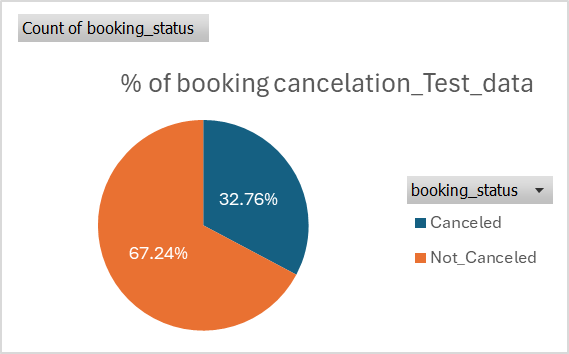 Count of booking_status
% of booking cancelation_Test_data
32.76%
67.24%
booking_status
Canceled
Not_Canceled